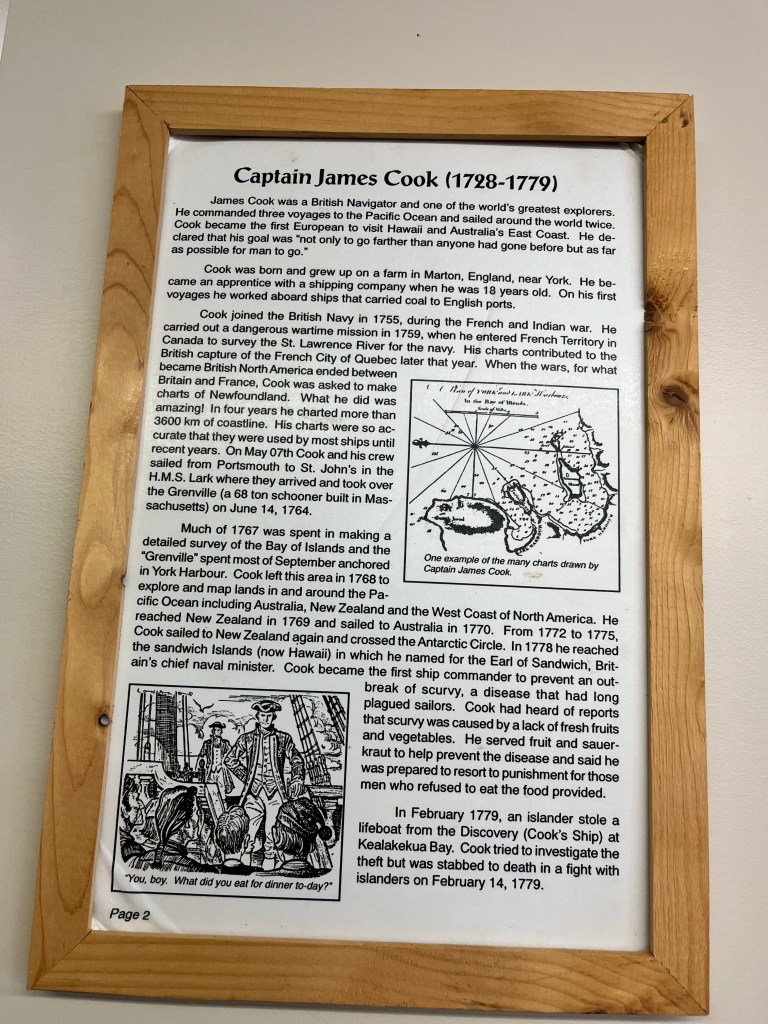 Captain James Cook (1728-1779)
James Cook was a British Navigator and one of the world's greatest explorers.
He commanded three voyages to the Pacific Ocean and sailed around the world twice.
Cook became the first European to visit Hawaii and Australia's East Coast. He de-
clared that his goal was "not only to go farther than anyone had gone before but as far
as possible for man to go."
Cook was born and grew up on a farm in Marton, England, near York. He be-
came an apprentice with a shipping company when he was 18 years old. On his first
voyages he worked aboard ships that carried coal to English ports.
Cook joined the British Navy in 1755, during the French and Indian war. He
carried out a dangerous wartime mission in 1759, when he entered French Territory in
Canada to survey the St. Lawrence River for the navy. His charts contributed to the
British capture of the French City of Quebec later that year. When the wars, for what
became British North America ended between
Britain and France, Cook was asked to make
charts of Newfoundland. What he did was
amazing! In four years he charted more than
3600 km of coastline. His charts were so ac-
curate that they were used by most ships until
recent years. On May 07th Cook and his crew
sailed from Portsmouth to St. John's in the
H.M.S. Lark where they arrived and took over
the Grenville (a 68 ton schooner built in Mas-
sachusetts) on June 14, 1764.
A Plan of YORK and LARK Harbours,
In the Bay of Islands.
Scale of Miles.
One example of the many charts drawn by
Captain James Cook.
Much of 1767 was spent in making a
detailed survey of the Bay of Islands and the
"Grenville" spent most of September anchored
in York Harbour. Cook left this area in 1768 to
explore and map lands in and around the Pa-
cific Ocean including Australia, New Zealand and the West Coast of North America. He
reached New Zealand in 1769 and sailed to Australia in 1770. From 1772 to 1775,
Cook sailed to New Zealand again and crossed the Antarctic Circle. In 1778 he reached
the sandwich Islands (now Hawaii) in which he named for the Earl of Sandwich, Brit-
ain's chief naval minister. Cook became the first ship commander to prevent an out-
break of scurvy, a disease that had long
plagued sailors. Cook had heard of reports
that scurvy was caused by a lack of fresh fruits
and vegetables. He served fruit and sauer-
kraut to help prevent the disease and said he
was prepared to resort to punishment for those
men who refused to eat the food provided.
"You, boy. What did you eat for dinner to-day?"
In February 1779, an islander stole a
lifeboat from the Discovery (Cook's Ship) at
Kealakekua Bay. Cook tried to investigate the
theft but was stabbed to death in a fight with
islanders on February 14, 1779.
Page 2